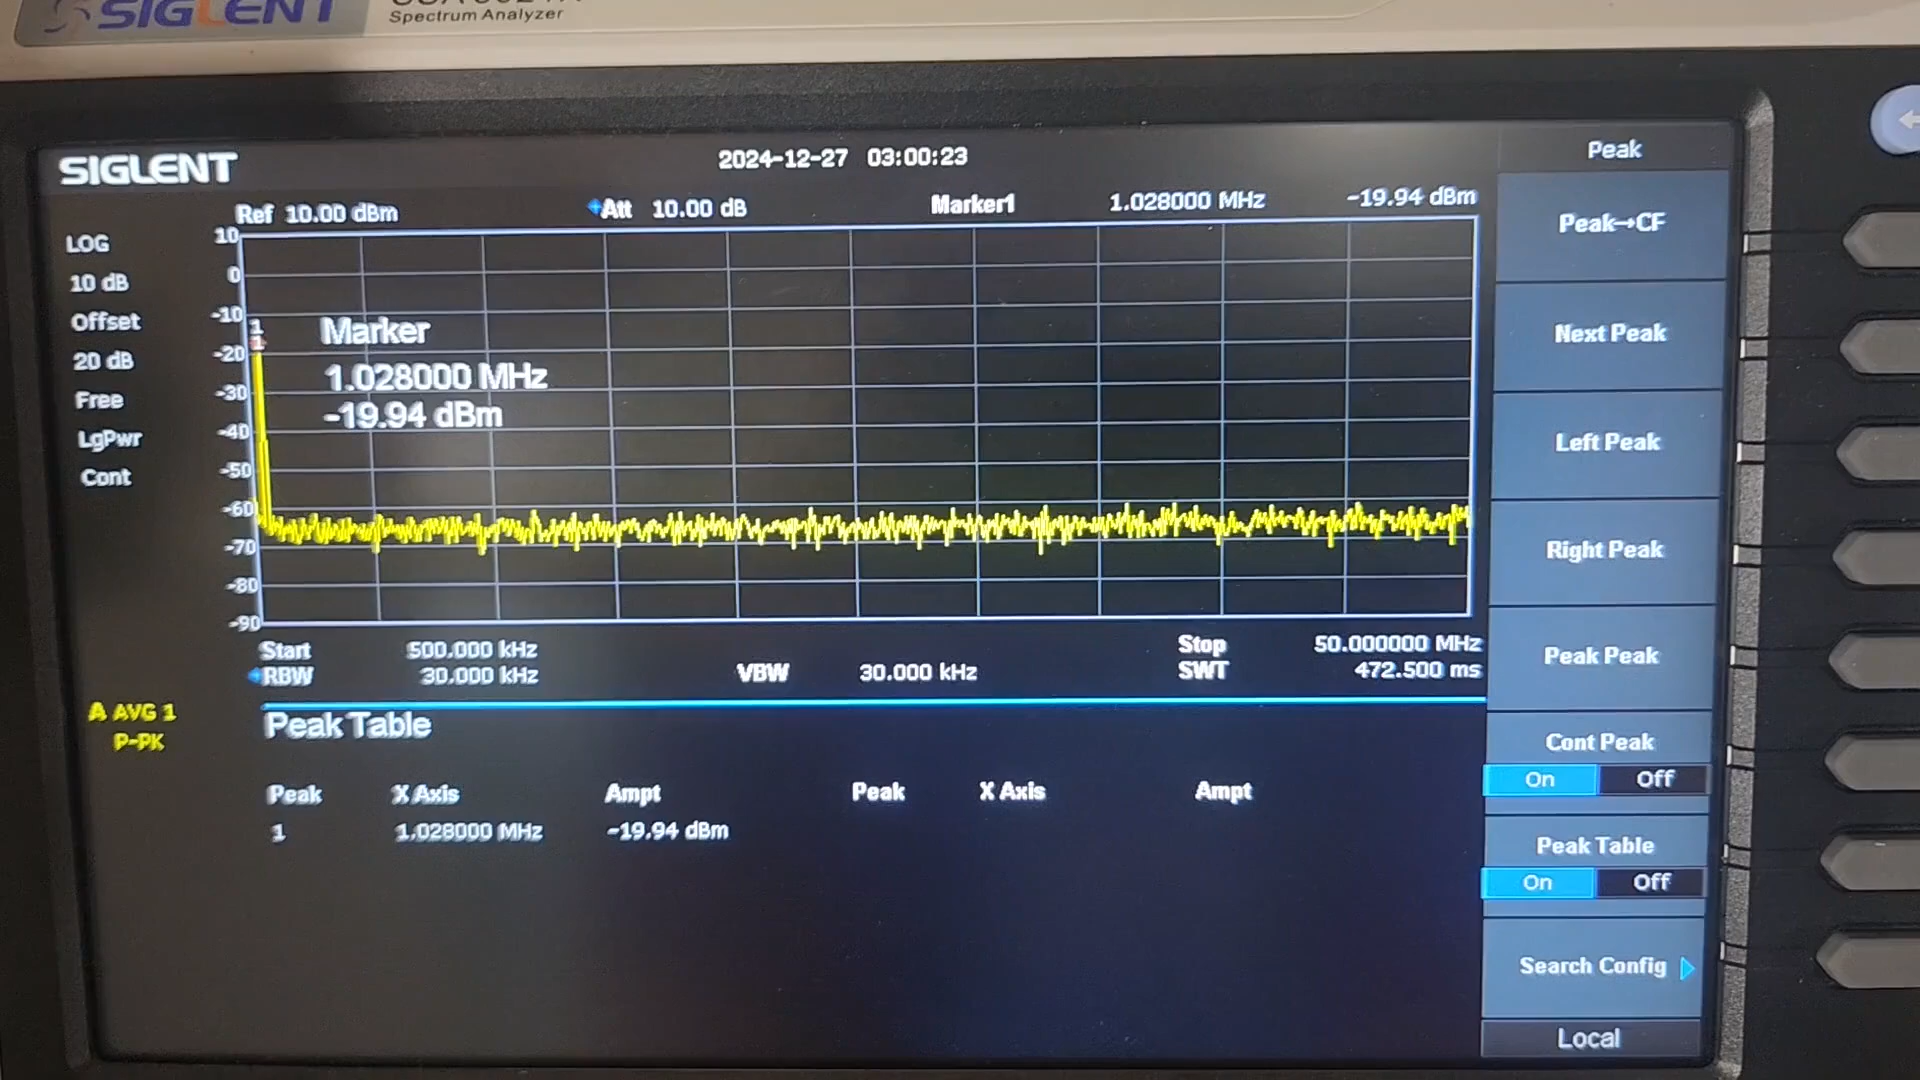 SIGLENT
Spectrum Analyzer
SIGLENT
2024-12-27 03:00:23
Peak
Ref 10.00 dBm
Att 10.00 dB
Marker1 1.028000 MHz -19.94 dBm
LOG
10 dB
Offset
20 dB
Free
LgPwr
Cont
10
0
-10
-20
-30
-40
-50
-60
-70
-80
-90
1
1
Marker
1.028000 MHz
-19.94 dBm
Start 500.000 kHz
Stop 50.000000 MHz
RBW 30.000 kHz
VBW 30.000 kHz
SWT 472.500 ms
A AVG 1
P-PK
Peak Table
Peak X Axis Ampt Peak X Axis Ampt
1 1.028000 MHz -19.94 dBm
Peak→CF
Next Peak
Left Peak
Right Peak
Peak Peak
Cont Peak
On Off
Peak Table
On Off
Search Config
Local